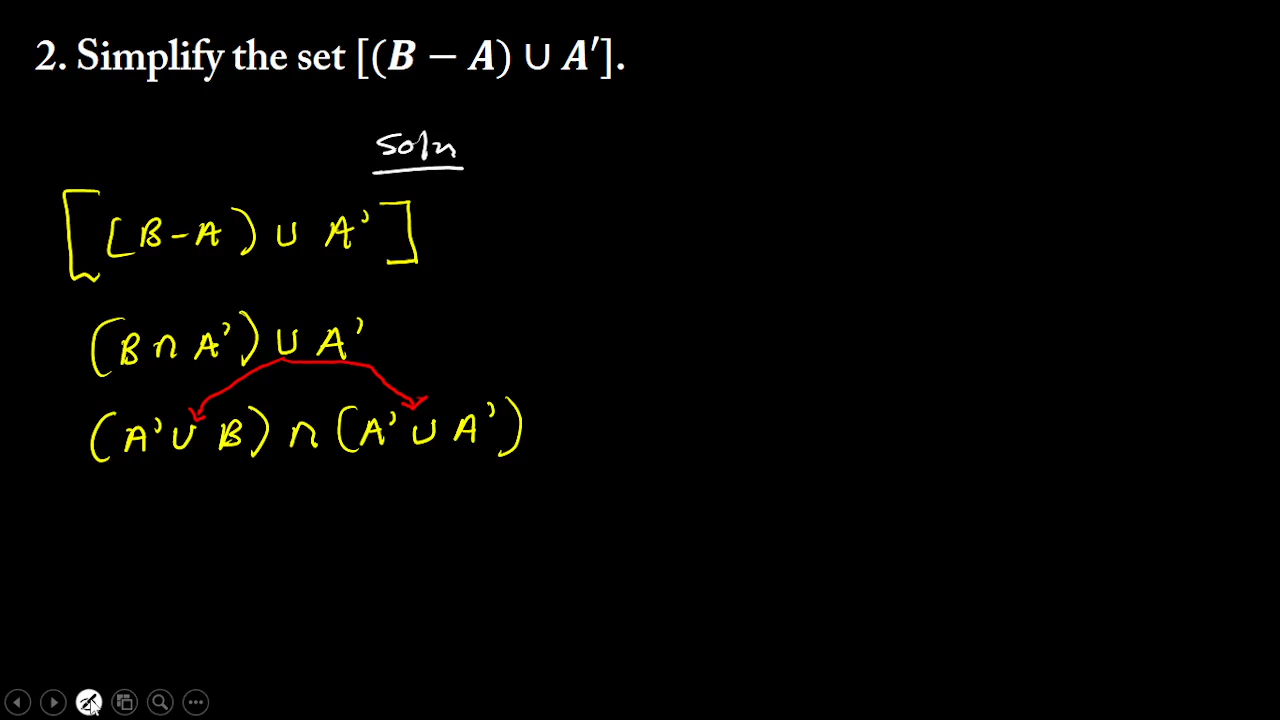 2. Simplify the set [(B − A) ∪ A′].
Soln
[(B-A) ∪ A']
(B ∩ A') ∪ A'
(A' ∪ B) ∩ (A' ∪ A')